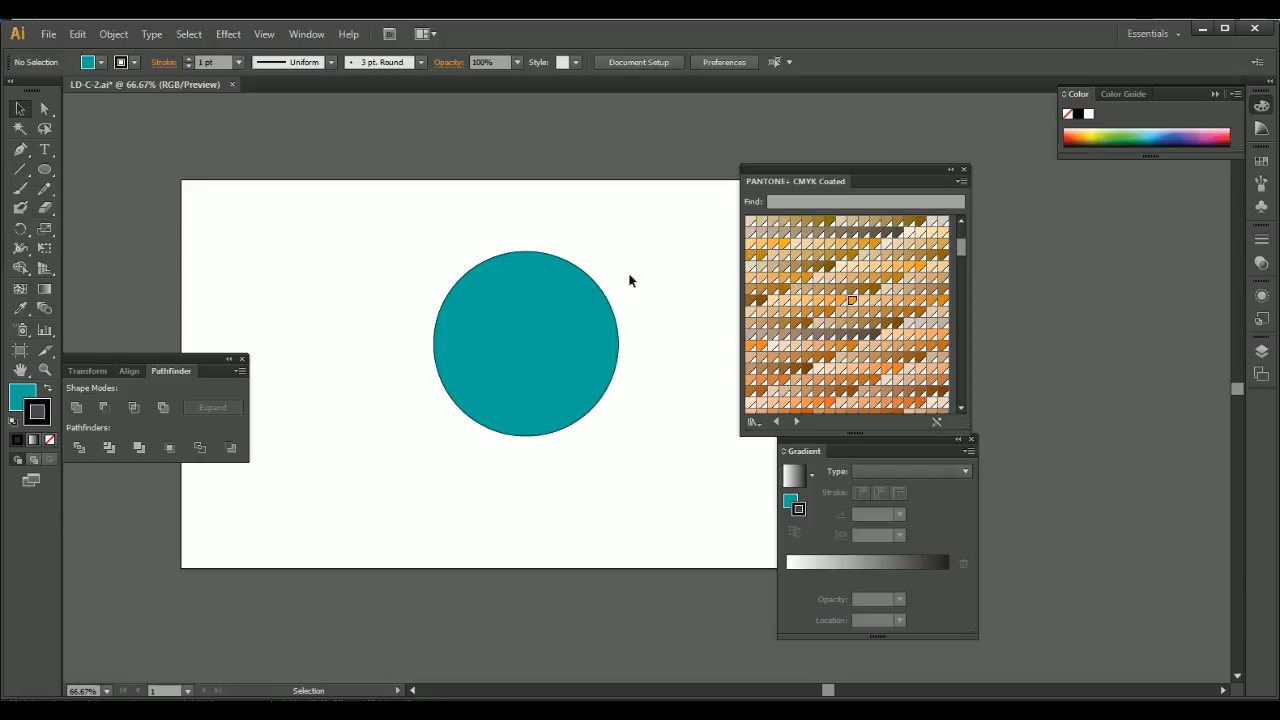 Ai File Edit Object Type Select Effect View Window Help Br Essentials
No Selection Stroke: 1 pt Uniform 3 pt. Round Opacity: 100% Style: Document Setup Preferences
LD-C-2.ai* @ 66.67% (RGB/Preview)
Color Color Guide
PANTONE+ CMYK Coated
Find:
Transform Align Pathfinder
Shape Modes:
Expand
Pathfinders:
Gradient
Type:
Stroke:
Opacity:
Location:
66.67% 1 Selection